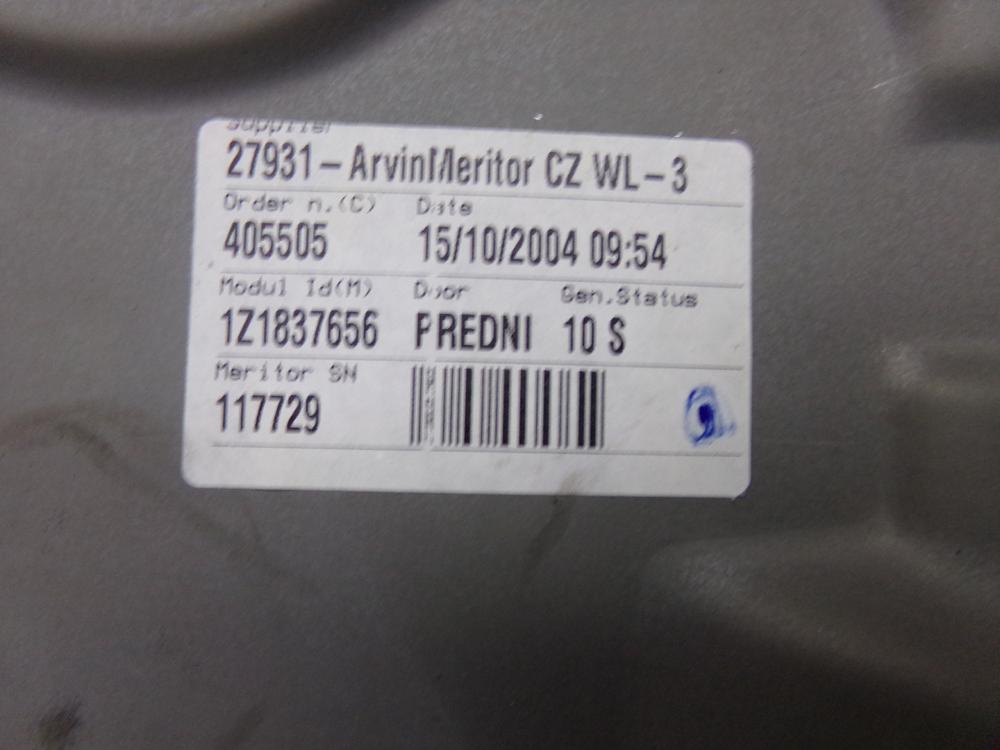 Supplier
27931-ArvinMeritor CZ WL-3
Order n.(C) Date
405505 15/10/2004 09:54
Modul Id(M) Door Gen.Status
1Z1837656 PREDNI 10 S
Meritor SN
117729